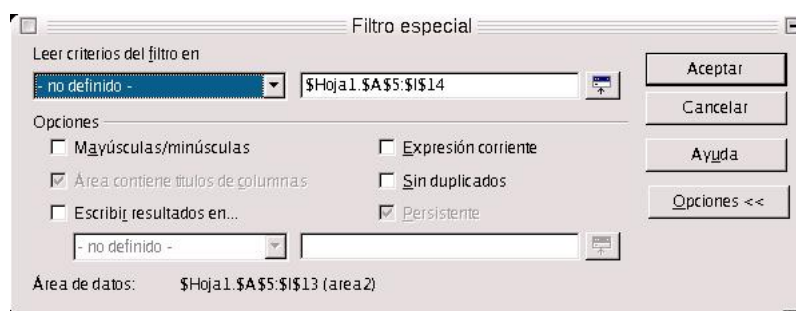 Filtro especial
Leer criterios del filtro en
- no definido -
$Hoja1.$A$5:$I$14
Aceptar
Cancelar
Opciones
Mayúsculas/minúsculas
Expresión corriente
Ayuda
Área contiene títulos de columnas
Sin duplicados
Opciones <<
Escribir resultados en...
Persistente
- no definido -
Área de datos: $Hoja1.$A$5:$I$13 (area2)